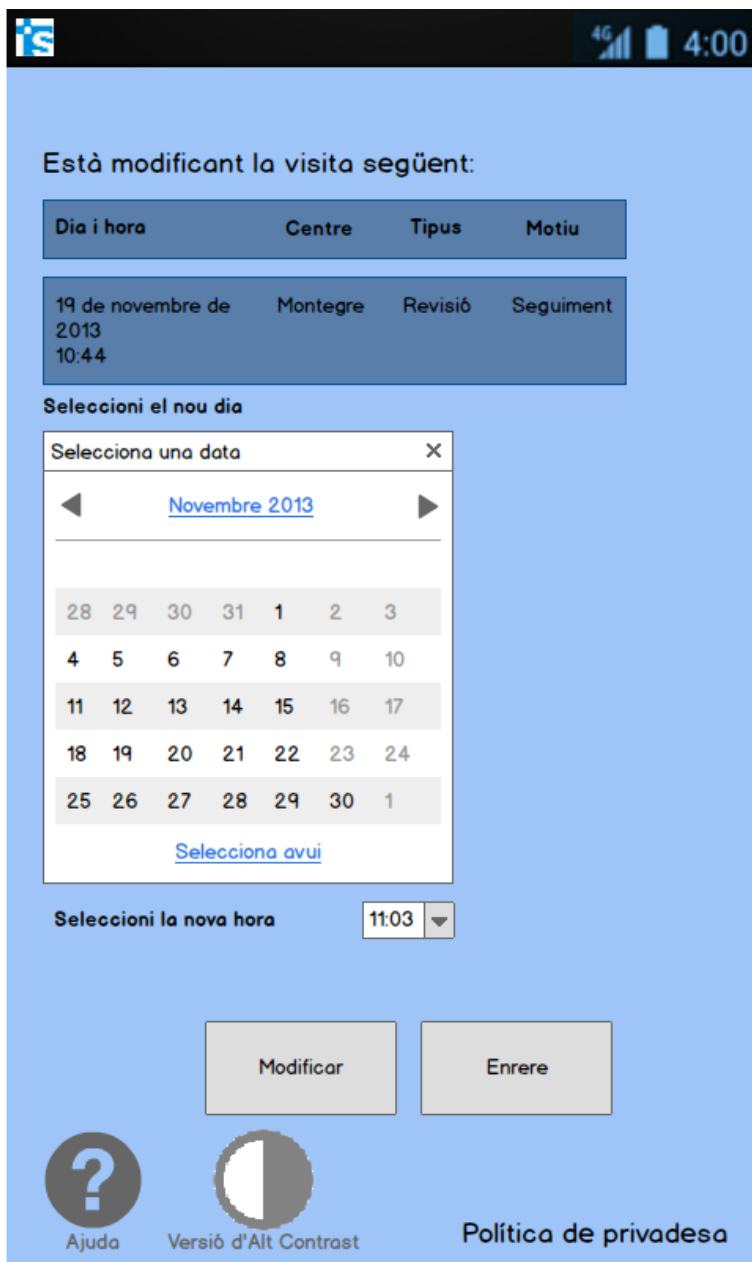 is 4G 4:00
Està modificant la visita següent:
Dia i hora Centre Tipus Motiu
19 de novembre de Montegre Revisió Seguiment
2013
10:44
Seleccioni el nou dia
Selecciona una data
Novembre 2013
28 29 30 31 1 2 3
4 5 6 7 8 9 10
11 12 13 14 15 16 17
18 19 20 21 22 23 24
25 26 27 28 29 30 1
Selecciona avui
Seleccioni la nova hora 11:03
Modificar Enrere
?
Ajuda Versió d'Alt Contrast Política de privadesa